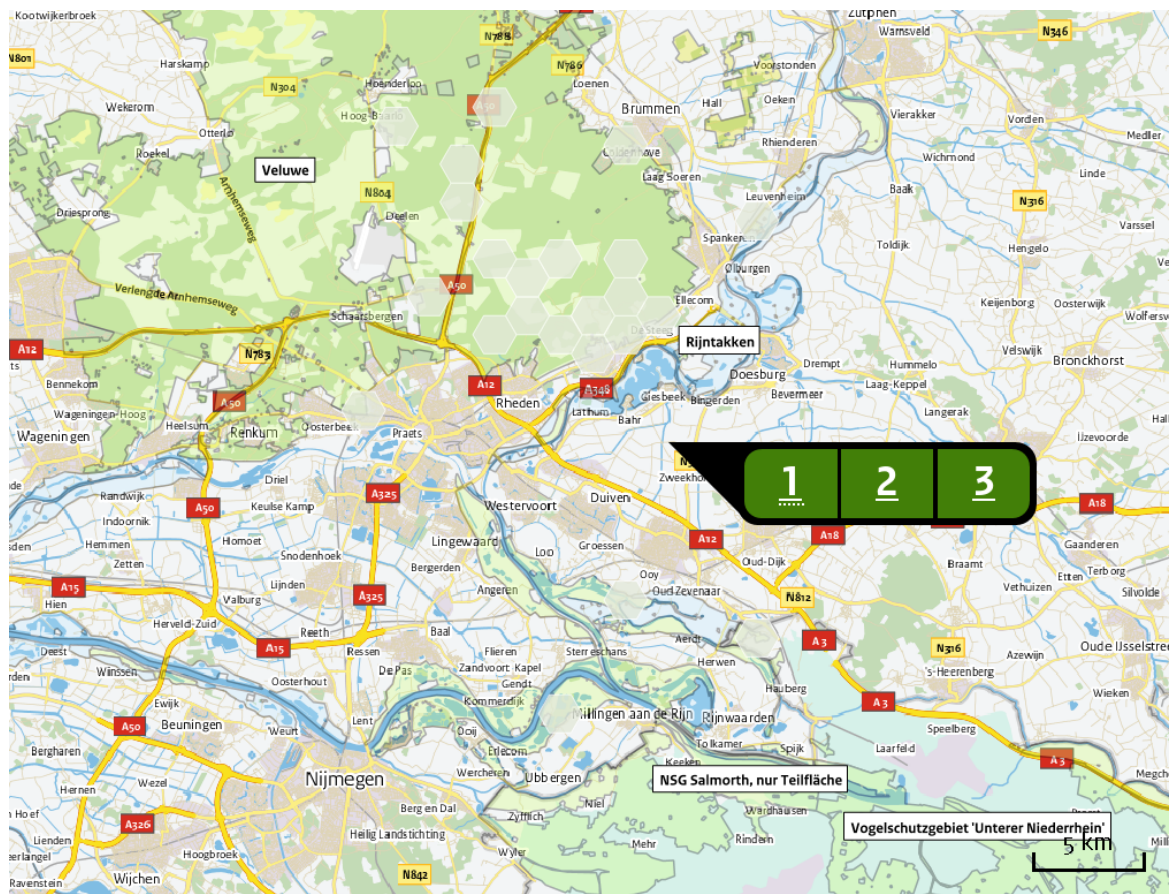 Kootwijkerbroek
N788
A50
Zutphen
Warnsveld
N346
N801
Harskamp
N786
Voorstonden
N304
Hoenderloo
Loenen
Wekerom
Hoog-Baarlo
A50
Brummen
Hall
Oeken
Vierakker
Vorden
Otterlo
Rhienderen
Medler
Roekel
Coldenhove
Wichmond
Veluwe
Laag Soeren
Linde
N804
Leuvenheim
Baak
N316
Driesprong
Arnhemseweg
Deelen
Varssel
Spankeren
Toldijk
Hengelo
Olburgen
Verlengde Arnhemseweg
A50
Ellecom
Keijenborg
Oosterwijk
Schaarsbergen
De Steeg
Wolfersv
A12
N783
Rijntakken
Velswijk
Bronckhorst
Bennekom
A12
A348
Doesburg
Drempt
Hummelo
Laag-Keppel
A50
Rheden
Giesbeek
Bingerden
Bevermeer
Wageningen-Hoog
Lathum
Langerak
Heelsum
Renkum
Oosterbeek
Praets
Bahr
Wageningen
IJzevoorde
Zweekhorst
1
2
3
Driel
Randwijk
A325
Duiven
A50
Keulse Kamp
Westervoort
A18
Indoornik
A18
Hemmen
Homoet
Lingewaard
Groessen
A12
Gaanderen
Zetten
Snodenhoek
Loo
Oud-Dijk
Braamt
Etten
Terborg
A15
Lijnden
Bergerden
Ooy
Vethuizen
Silvolde
Hien
Valburg
A325
Angeren
Oud Zevenaar
N812
Herveld-Zuid
Reeth
Baal
Aerdt
A3
A15
Ressen
Flieren
Sterreschans
N316
Azewijn
Oude IJsselstree
Deest
Winssen
De Pas
Zandvoort
Kapel
Herwen
's-Heerenberg
Oosterhout
Gendt
Hauberg
Wieken
Ewijk
Kommerdijk
A3
A50
Beuningen
Lent
Millingen aan de Rijn
Rijnwaarden
Weurt
Ooij
Speelberg
Bergharen
Erlecom
Tolkamer
Spijk
Laarfeld
A3
Keeken
Wezel
Nijmegen
Wercheren
Ubbergen
NSG Salmorth, nur Teilfläche
Hernen
Niel
Wardhausen
Berg en Dal
Zyfflich
A326
Heilig Landstichting
Rindern
Vogelschutzgebiet 'Unterer Niederrhein'
Lienden
Mehr
5 km
Hoogbroek
Wyler
Wijchen
N842
Ravenstein